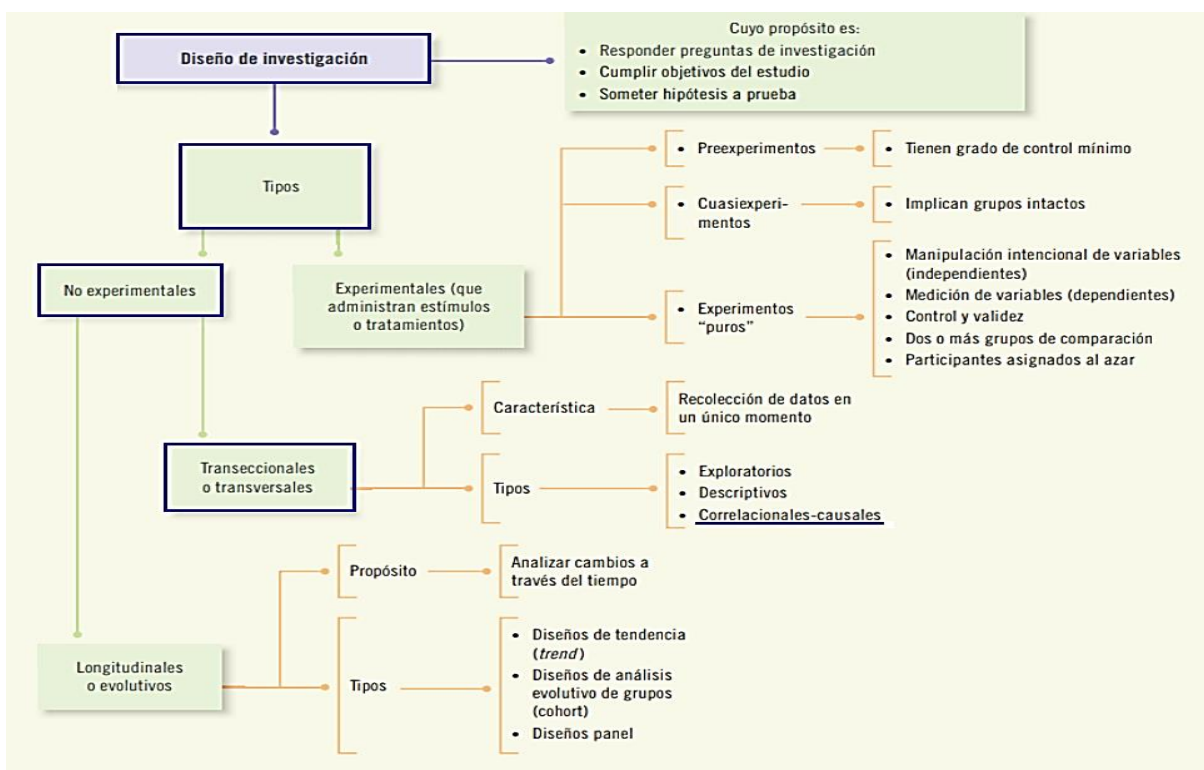 Diseño de investigación
Cuyo propósito es:
• Responder preguntas de investigación
• Cumplir objetivos del estudio
• Someter hipótesis a prueba
Tipos
No experimentales
Experimentales (que
administran estímulos
o tratamientos)
• Preexperimentos
• Tienen grado de control mínimo
• Cuasiexperi-
mentos
• Implican grupos intactos
• Experimentos
“puros”
• Manipulación intencional de variables
(independientes)
• Medición de variables (dependientes)
• Control y validez
• Dos o más grupos de comparación
• Participantes asignados al azar
Transeccionales
o transversales
Característica
Recolección de datos en
un único momento
Tipos
• Exploratorios
• Descriptivos
• Correlacionales-causales
Longitudinales
o evolutivos
Propósito
Analizar cambios a
través del tiempo
Tipos
• Diseños de tendencia
(trend)
• Diseños de análisis
evolutivo de grupos
(cohort)
• Diseños panel